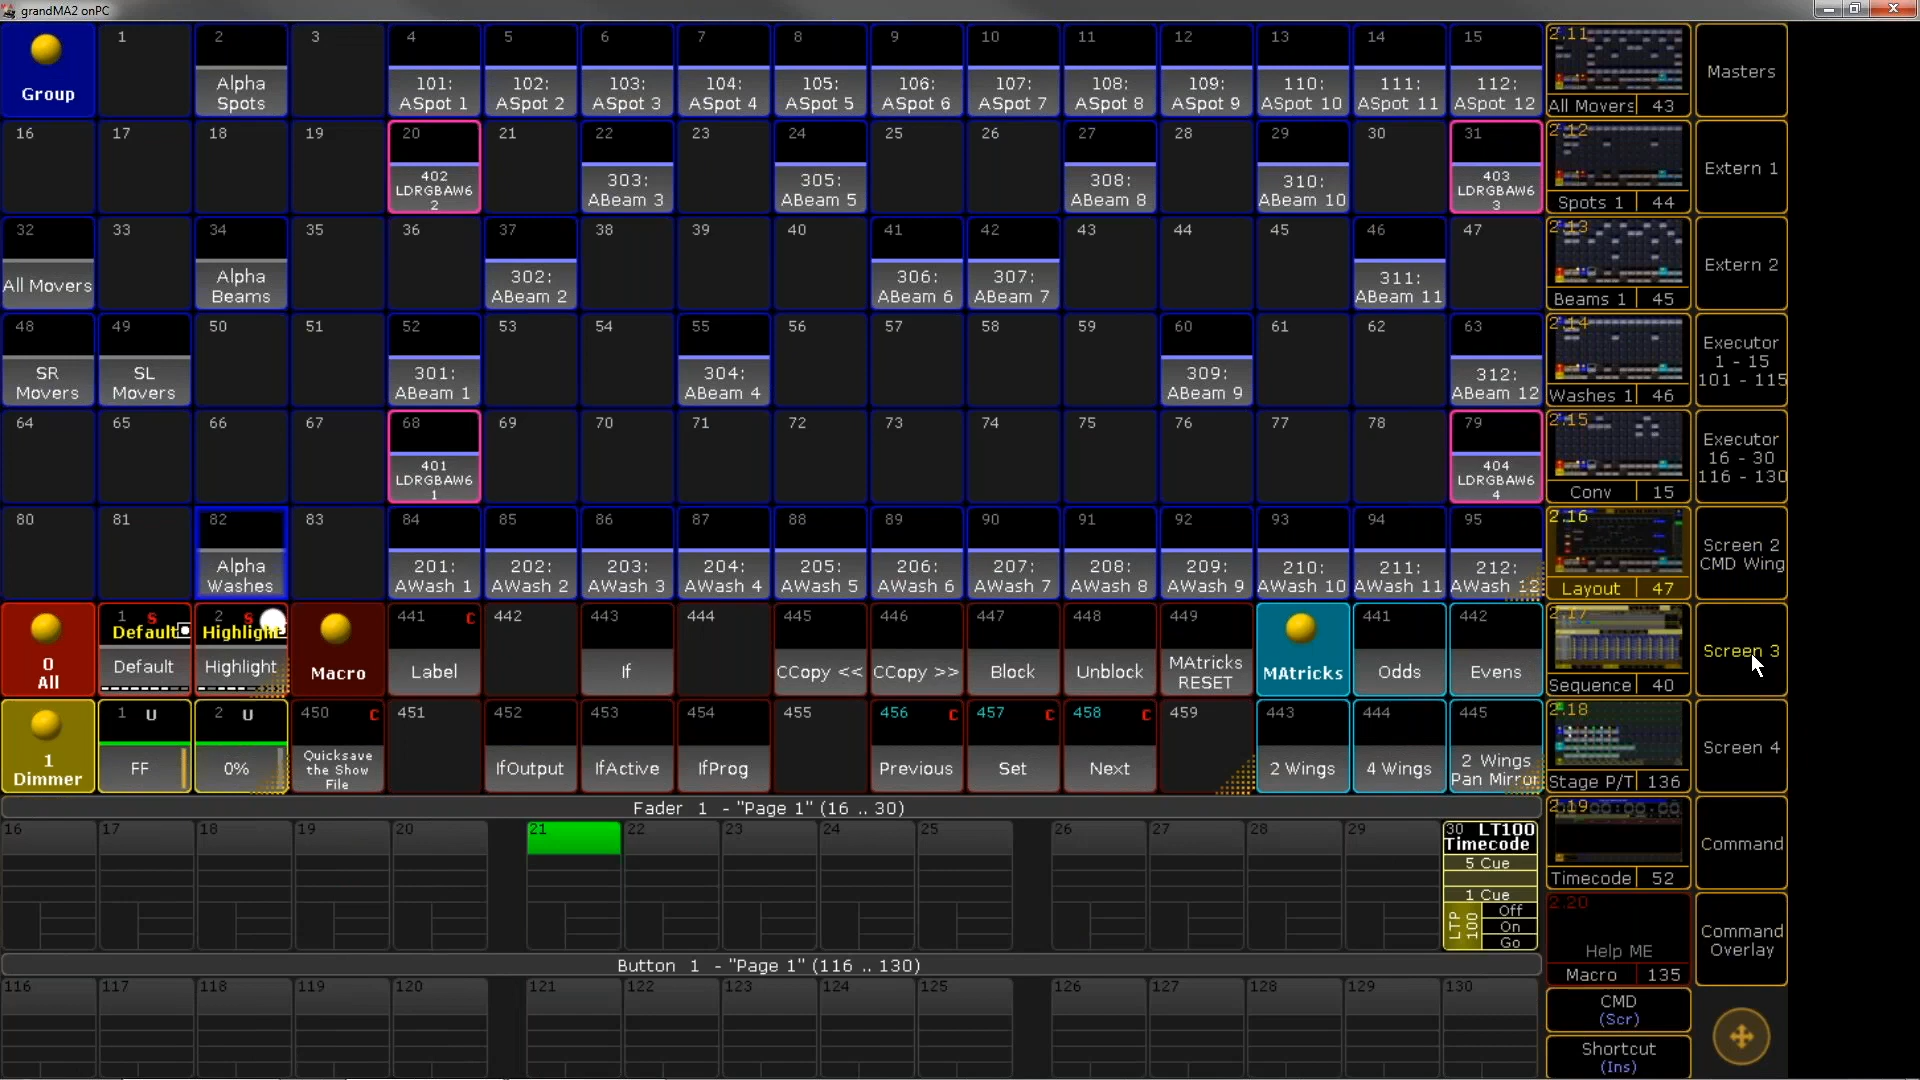 grandMA2 onPC
Group
1
2
Alpha
Spots
3
4
101:
ASpot 1
5
102:
ASpot 2
6
103:
ASpot 3
7
104:
ASpot 4
8
105:
ASpot 5
9
106:
ASpot 6
10
107:
ASpot 7
11
108:
ASpot 8
12
109:
ASpot 9
13
110:
ASpot 10
14
111:
ASpot 11
15
112:
ASpot 12
2.11
All Movers 43
Masters
16
17
18
19
20
402
LDRGBAW6
2
21
22
303:
ABeam 3
23
24
305:
ABeam 5
25
26
27
308:
ABeam 8
28
29
310:
ABeam 10
30
31
403
LDRGBAW6
3
2.12
Spots 1 44
Extern 1
32
All Movers
33
34
Alpha
Beams
35
36
37
302:
ABeam 2
38
39
40
41
306:
ABeam 6
42
307:
ABeam 7
43
44
45
46
311:
ABeam 11
47
2.13
Beams 1 45
Extern 2
48
SR
Movers
49
SL
Movers
50
51
52
301:
ABeam 1
53
54
55
304:
ABeam 4
56
57
58
59
60
309:
ABeam 9
61
62
63
312:
ABeam 12
2.14
Washes 1 46
Executor
1 - 15
101 - 115
64
65
66
67
68
401
LDRGBAW6
1
69
70
71
72
73
74
75
76
77
78
79
404
LDRGBAW6
4
2.15
Conv 15
Executor
16 - 30
116 - 130
80
81
82
Alpha
Washes
83
84
201:
AWash 1
85
202:
AWash 2
86
203:
AWash 3
87
204:
AWash 4
88
205:
AWash 5
89
206:
AWash 6
90
207:
AWash 7
91
208:
AWash 8
92
209:
AWash 9
93
210:
AWash 10
94
211:
AWash 11
95
212:
AWash 12
2.16
Layout 47
Screen 2
CMD Wing
0
All
1 S
Default
Default
2 S
Highlight
Highlight
Macro
441 C
Label
442
443
If
444
445
CCopy <<
446
CCopy >>
447
Block
448
Unblock
449
MAtricks
RESET
MAtricks
441
Odds
442
Evens
2.17
Sequence 40
Screen 3
1
Dimmer
1 U
FF
2 U
0%
450 C
Quicksave
the Show
File
451
452
IfOutput
453
IfActive
454
IfProg
455
456 C
Previous
457 C
Set
458 C
Next
459
443
2 Wings
444
4 Wings
445
2 Wings
Pan Mirror
2.18
Stage P/T 136
Screen 4
Fader 1 - "Page 1" (16 .. 30)
16
17
18
19
20
21
22
23
24
25
26
27
28
29
30 LT100
Timecode
5 Cue
1 Cue
LTP
100
Off
On
Go
2.19
Timecode 52
Command
2.20
Help ME
Macro 135
Command
Overlay
Button 1 - "Page 1" (116 .. 130)
116
117
118
119
120
121
122
123
124
125
126
127
128
129
130
CMD
(Scr)
Shortcut
(Ins)